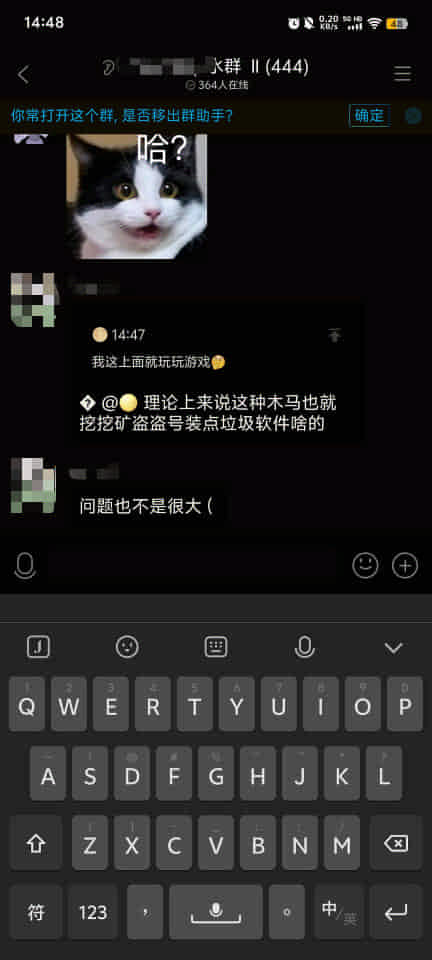 14:48
0.20
KB/s
5G HD
48
水群 II (444)
364人在线
你常打开这个群, 是否移出群助手?
确定
哈?
14:47
我这上面就玩玩游戏🤔
� @🟡 理论上来说这种木马也就
挖挖矿盗盗号装点垃圾软件啥的
问题也不是很大 (
1 2 3 4 5 6 7 8 9 0
Q W E R T Y U I O P
A S D F G H J K L
Z X C V B N M
符 123 , 。 中/英